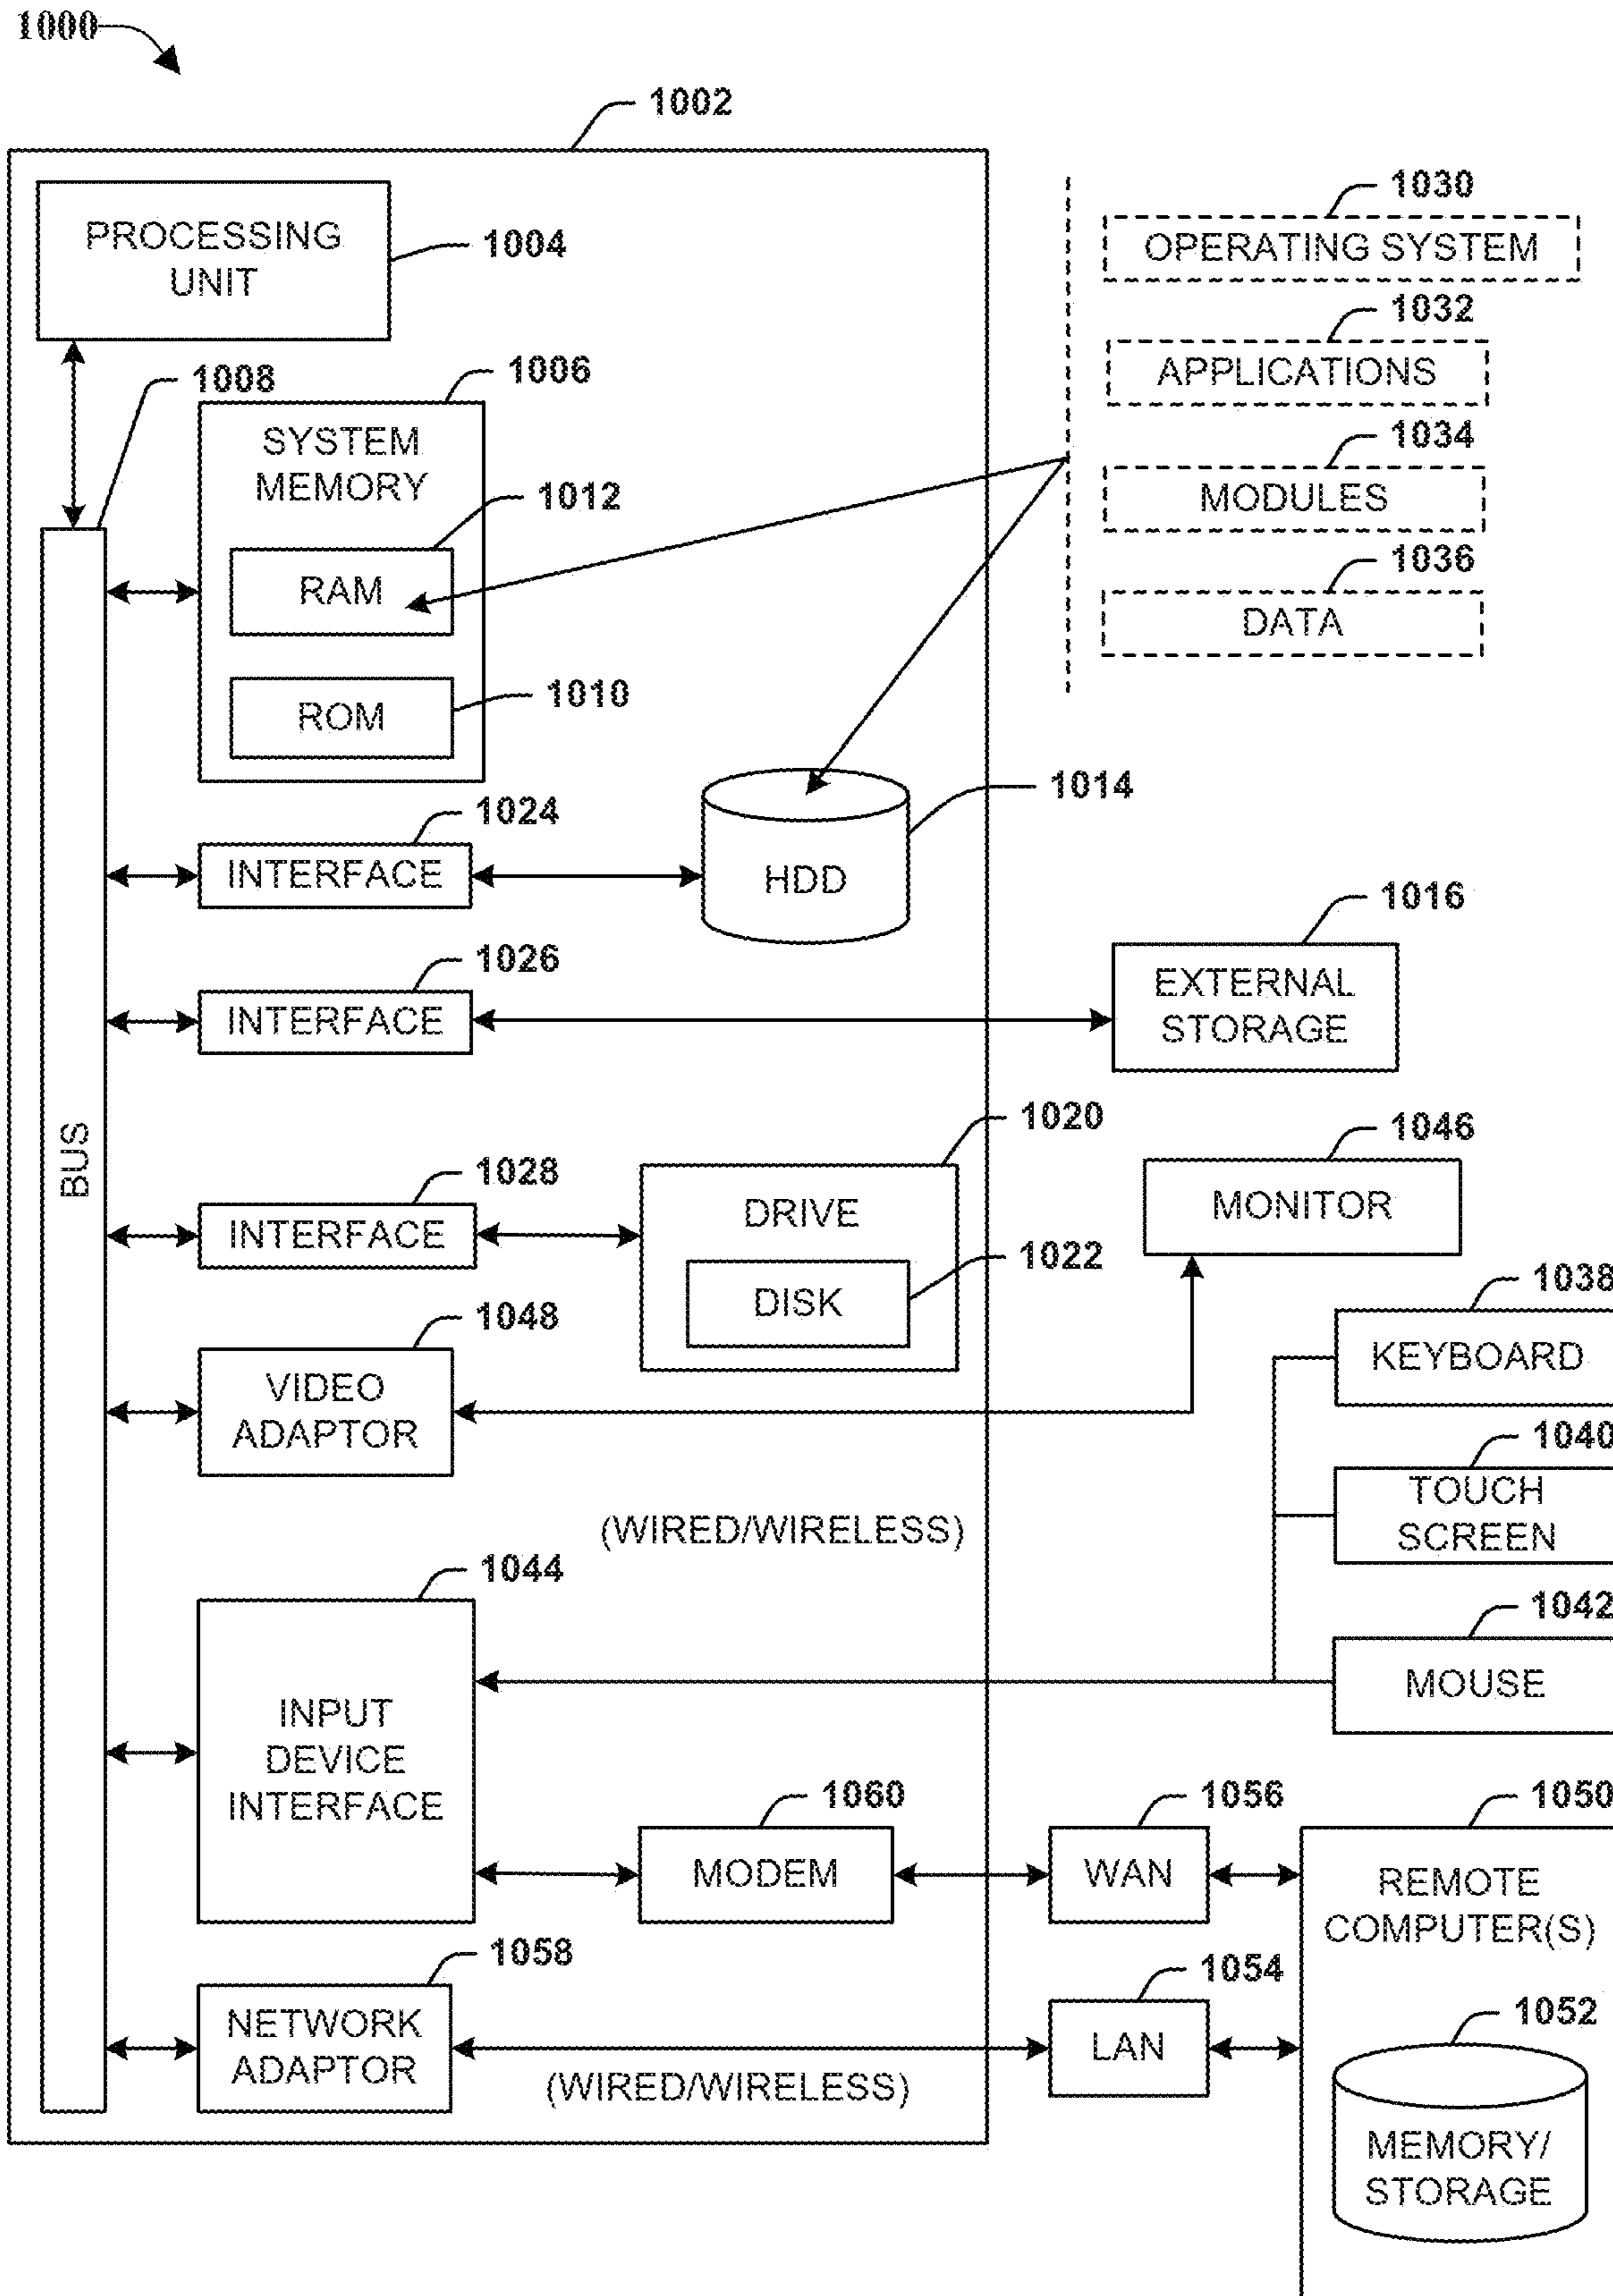 1000
1002
PROCESSING
UNIT
1004
1030
OPERATING SYSTEM
1032
APPLICATIONS
1034
MODULES
1036
DATA
1008
1006
SYSTEM
MEMORY
1012
RAM
1010
ROM
1024
INTERFACE
1014
HDD
1026
INTERFACE
1016
EXTERNAL
STORAGE
BUS
1028
INTERFACE
1020
DRIVE
1022
DISK
1046
MONITOR
1048
VIDEO
ADAPTOR
1038
KEYBOARD
1040
TOUCH
SCREEN
(WIRED/WIRELESS)
1042
MOUSE
1044
INPUT
DEVICE
INTERFACE
1060
MODEM
1056
WAN
1050
REMOTE
COMPUTER(S)
1058
NETWORK
ADAPTOR
(WIRED/WIRELESS)
1054
LAN
1052
MEMORY/
STORAGE